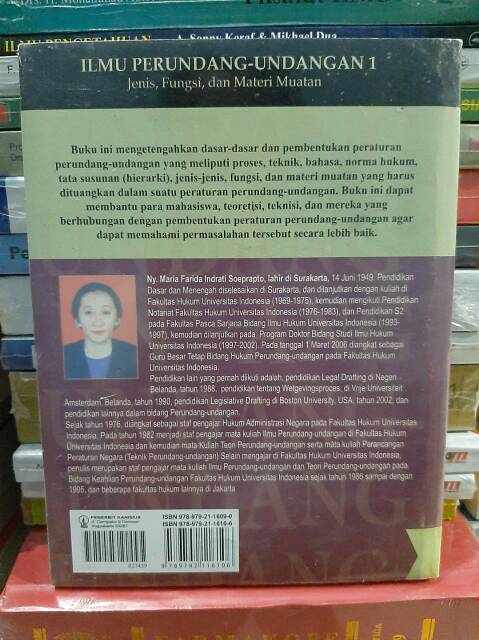 Filsafat Ilmu
ILMU PENGETAHUAN A. Sonny Keraf & Mikhael Dua
ILMU PERUNDANG-UNDANGAN 1
Jenis, Fungsi, dan Materi Muatan
Buku ini mengetengahkan dasar-dasar dan pembentukan peraturan
perundang-undangan yang meliputi proses, teknik, bahasa, norma hukum,
tata susunan (hierarki), jenis-jenis, fungsi, dan materi muatan yang harus
dituangkan dalam suatu peraturan perundang-undangan. Buku ini dapat
membantu para mahasiswa, teoretisi, teknisi, dan mereka yang
berhubungan dengan pembentukan peraturan perundang-undangan agar
dapat memahami permasalahan tersebut secara lebih baik.
Ny. Maria Farida Indrati Soeprapto, lahir di Surakarta, 14 Juni 1949. Pendidikan
Dasar dan Menengah diselesaikan di Surakarta, dan dilanjutkan dengan kuliah di
Fakultas Hukum Universitas Indonesia (1969-1975), kemudian mengikuti Pendidikan
Notariat Fakultas Hukum Universitas Indonesia (1976-1983), dan Pendidikan S2
pada Fakultas Pasca Sarjana Bidang Ilmu Hukum Universitas Indonesia (1993-
1997), kemudian dilanjutkan pada Program Doktor Bidang Studi Ilmu Hukum
Universitas Indonesia (1997-2002). Pada tanggal 1 Maret 2006 diangkat sebagai
Guru Besar Tetap Bidang Hukum Perundang-undangan pada Fakultas Hukum
Universitas Indonesia.
Pendidikan lain yang pernah diikuti adalah, pendidikan Legal Drafting di Negeri
Belanda, tahun 1988, pendidikan tentang Wetgevingsproces, di Vrije Universiteit
Amsterdam, Belanda, tahun 1990, pendidikan Legislative Drafting di Boston University, USA, tahun 2002, dan
pendidikan lainnya dalam bidang Perundang-undangan.
Sejak tahun 1976, diangkat sebagai staf pengajar Hukum Administrasi Negara pada Fakultas Hukum Universitas
Indonesia. Pada tahun 1982 menjadi staf pengajar mata kuliah Ilmu Perundang-undangan di Fakultas Hukum
Universitas Indonesia dan kemudian mata Kuliah Teori Perundang-undangan serta mata kuliah Perancangan
Peraturan Negara (Teknik Perundang-undangan) Selain mengajar di Fakultas Hukum Universitas Indonesia,
penulis merupakan staf pengajar mata kuliah Ilmu Perundang-undangan dan Teori Perundang-undangan pada
Bidang Keahlian Perundang-undangan Fakultas Hukum Universitas Indonesia sejak tahun 1986 sampai dengan
1996, dan beberapa fakultas hukum lainnya di Jakarta
PENERBIT KANISIUS
ISBN 978-979-21-1609-0
ISBN 978-979-21-1610-6
021439
9789792116106